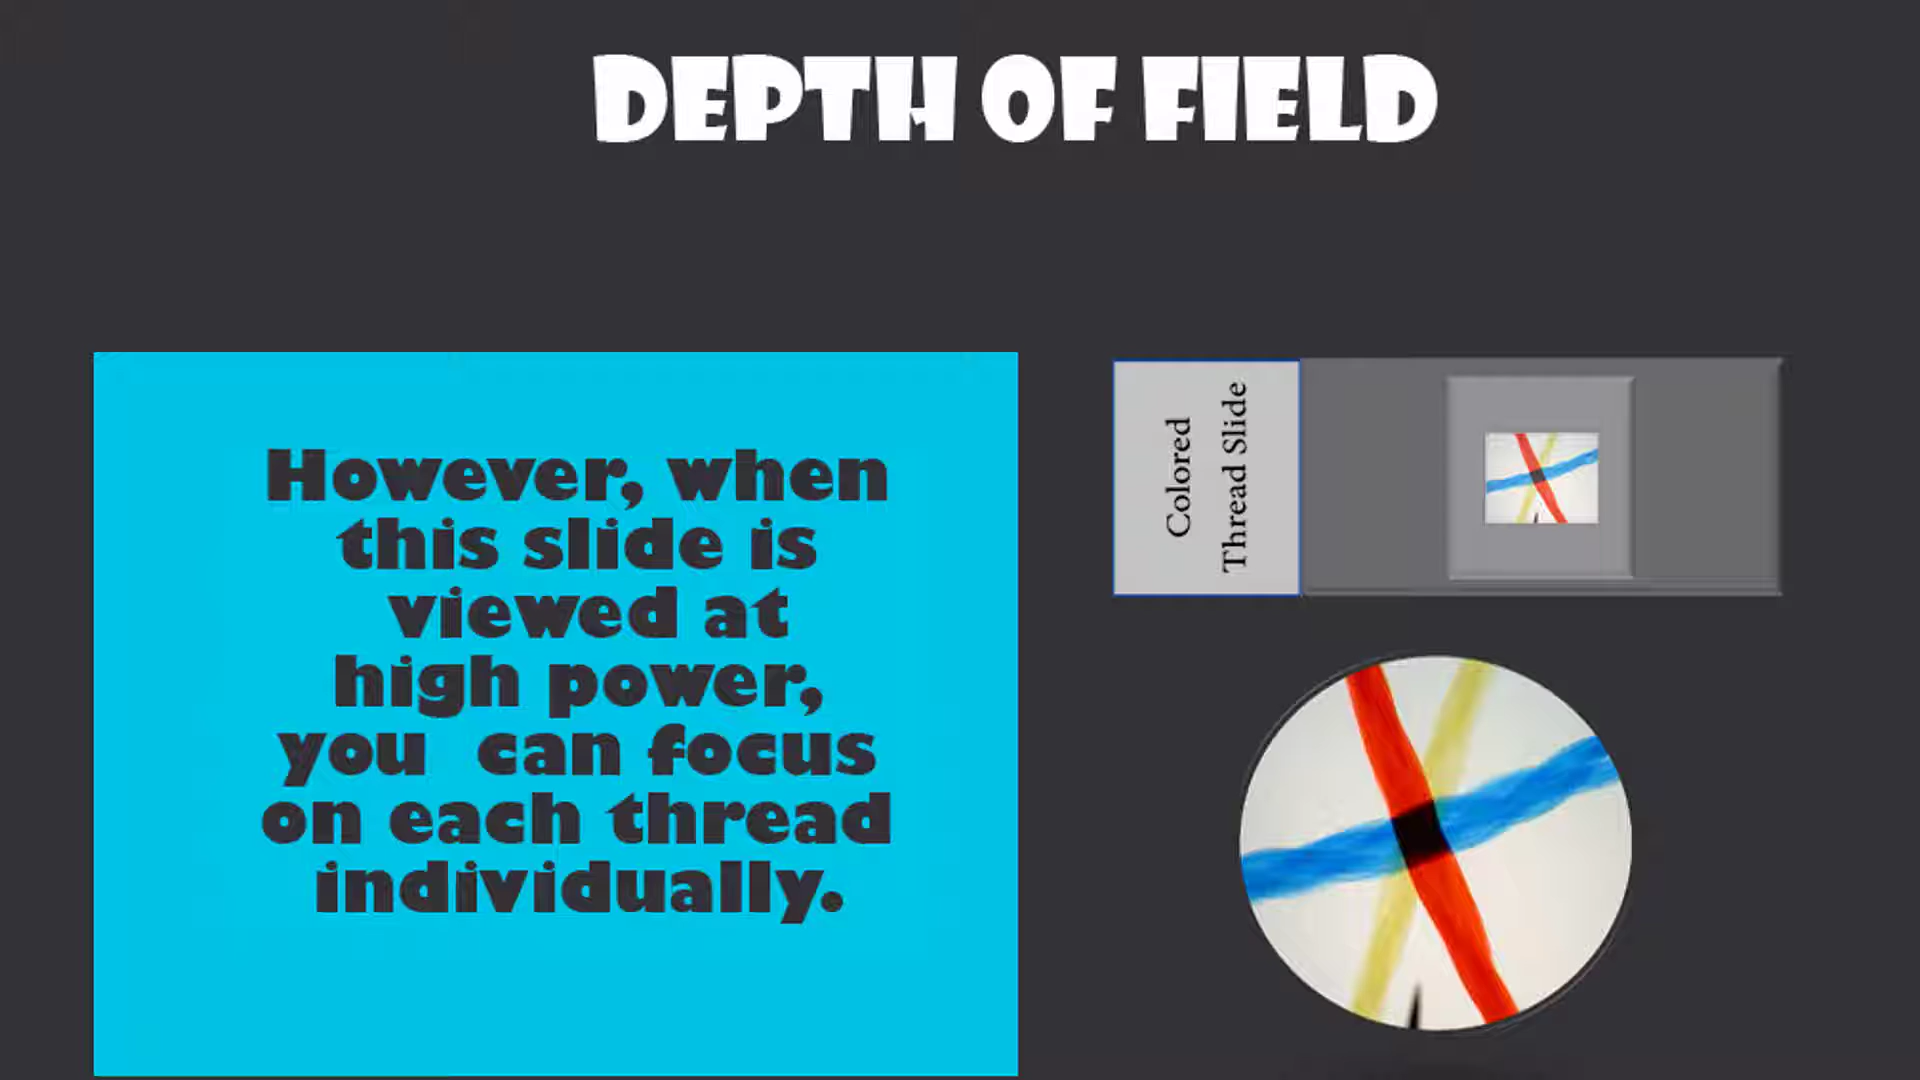 DEPTH OF FIELD
However, when
this slide is
viewed at
high power,
you can focus
on each thread
individually.
Colored
Thread Slide